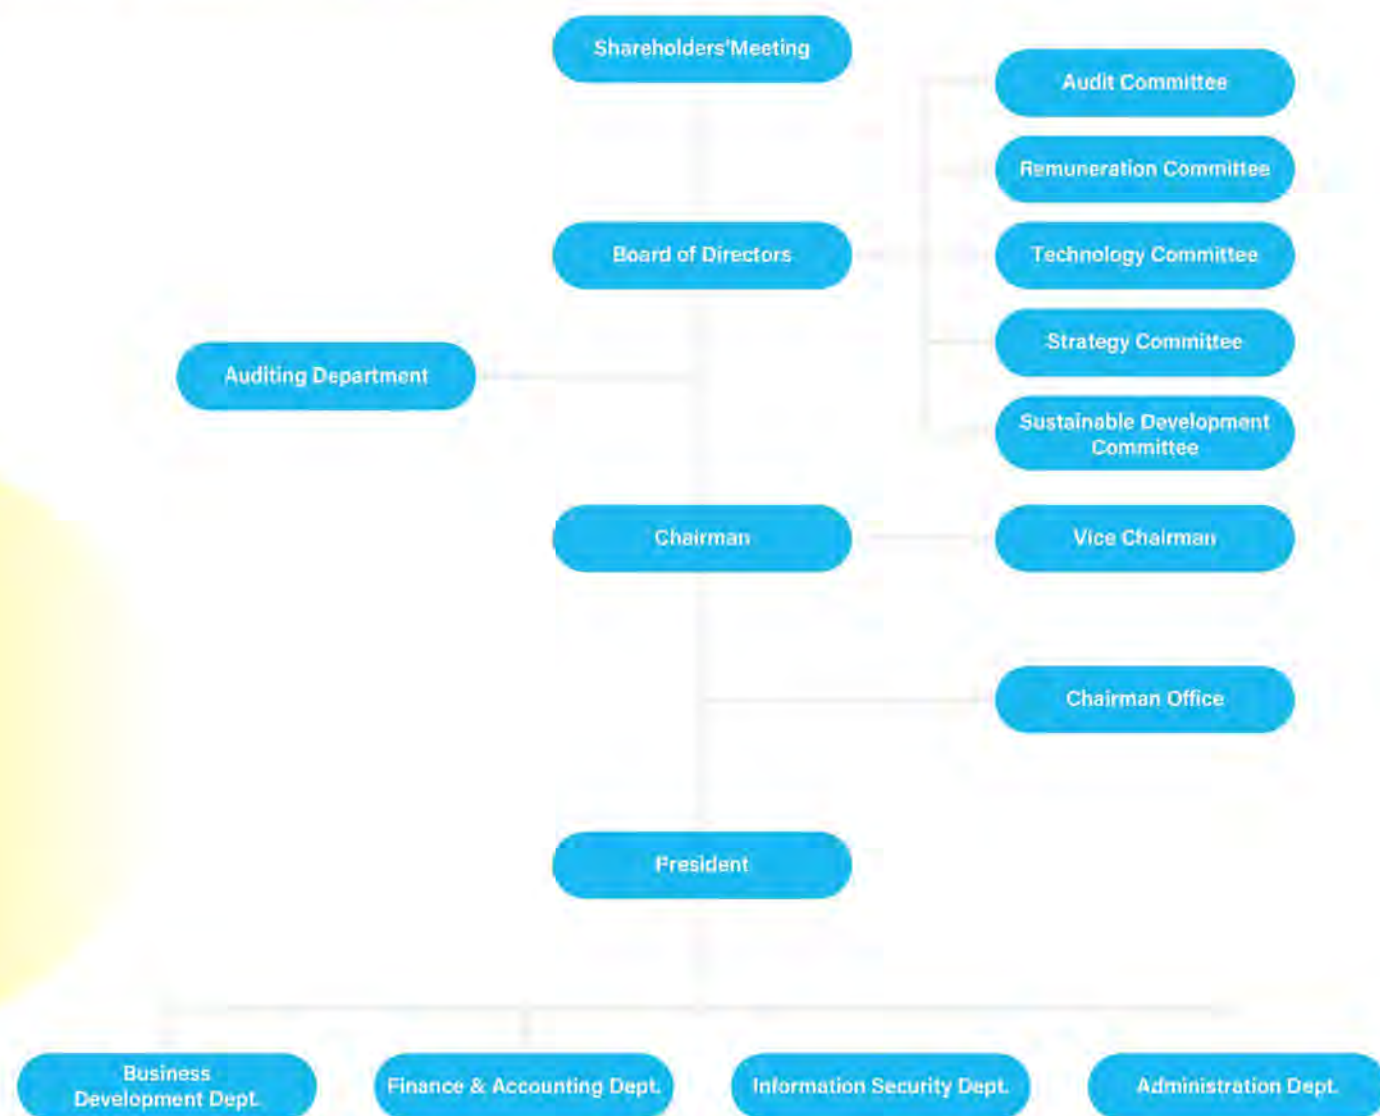 Shareholders'Meeting
Audit Committee
Remuneration Committee
Technology Committee
Board of Directors
Strategy Committee
Auditing Department
Sustainable Development
Committee
Chairman
Vice Chairman
Chairman Office
President
Business
Development Dept.
Finance & Accounting Dept.
Information Security Dept.
Administration Dept.